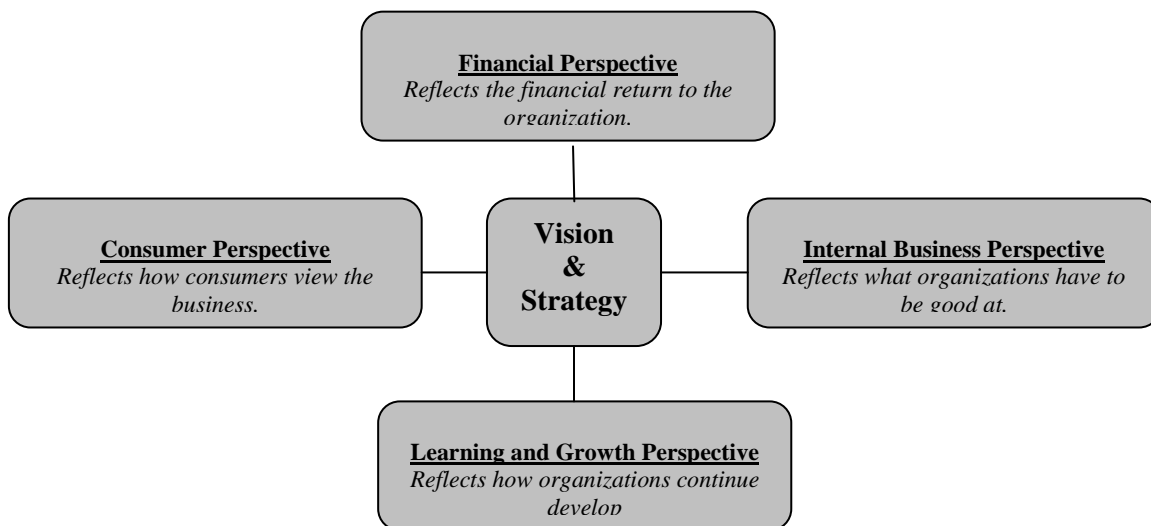 Financial Perspective
Reflects the financial return to the
organization.
Consumer Perspective
Reflects how consumers view the
business.
Vision
&
Strategy
Internal Business Perspective
Reflects what organizations have to
be good at.
Learning and Growth Perspective
Reflects how organizations continue
develop